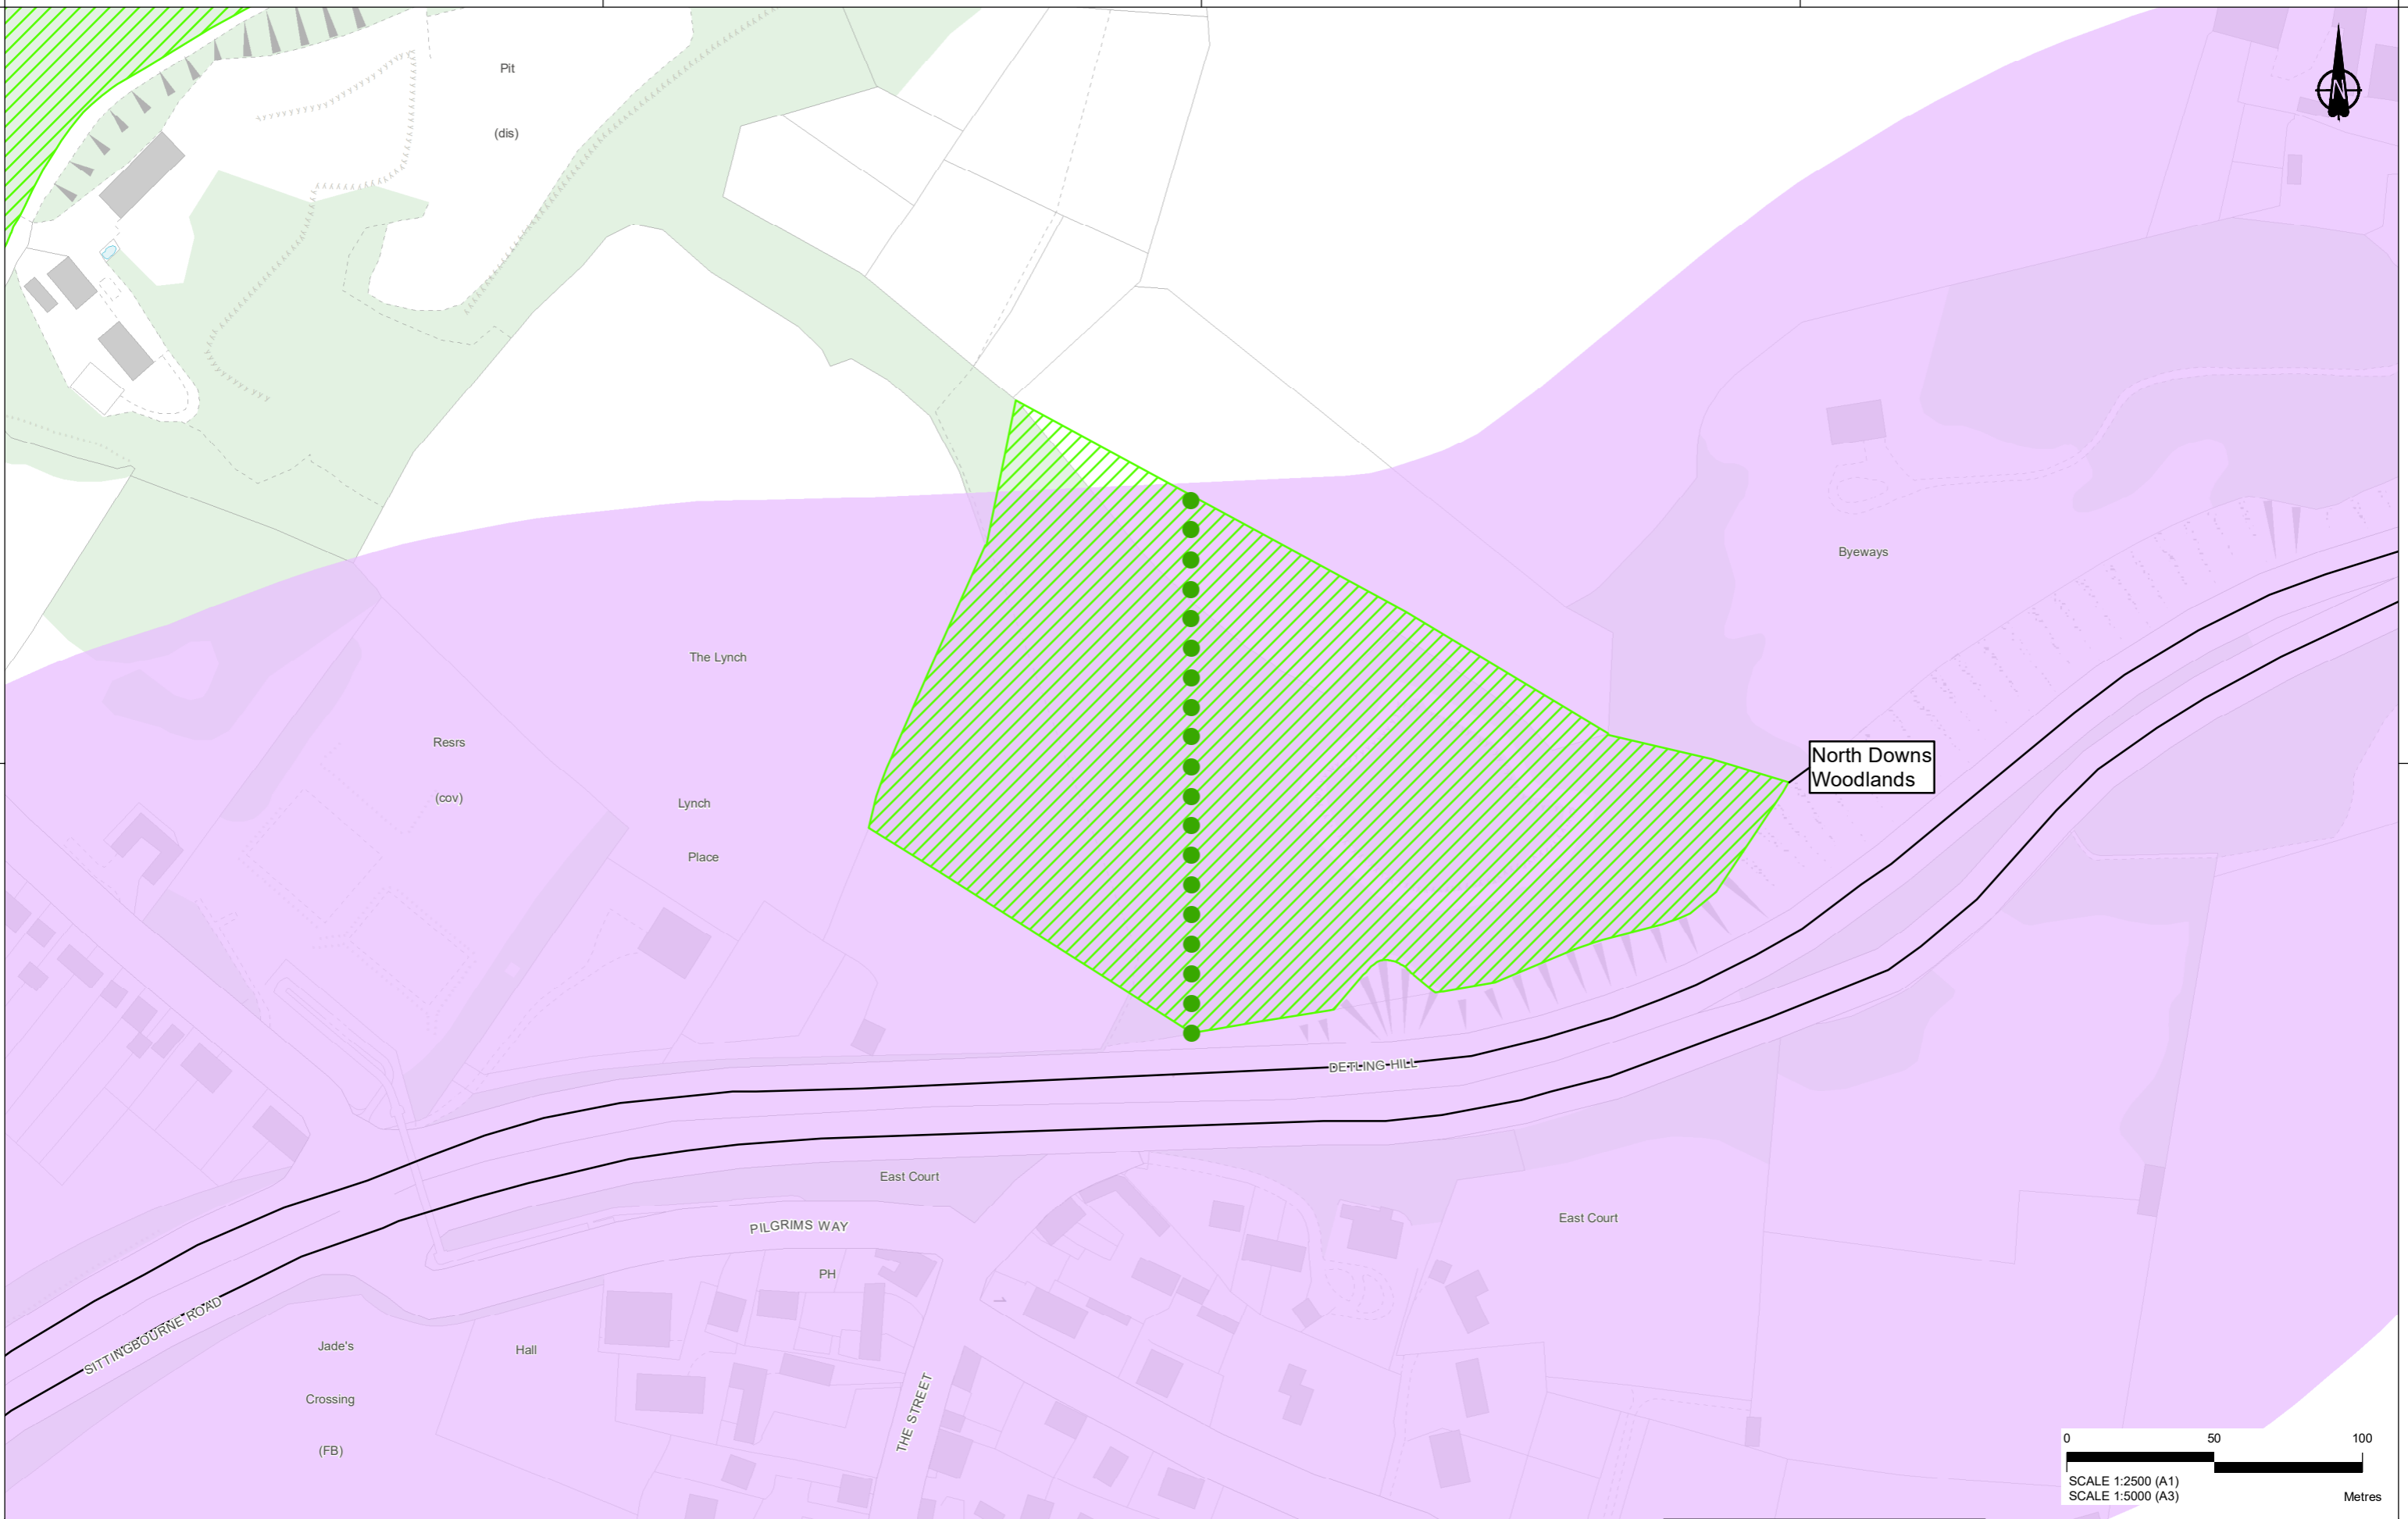 Pit
(dis)
N
Byeways
The Lynch
Resrs
(cov)
Lynch
Place
North Downs
Woodlands
DETLING HILL
East Court
East Court
PILGRIMS WAY
PH
SITTINGBOURNE ROAD
Jade's
Crossing
(FB)
Hall
THE STREET
0 50 100
SCALE 1:2500 (A1)
SCALE 1:5000 (A3)
Metres